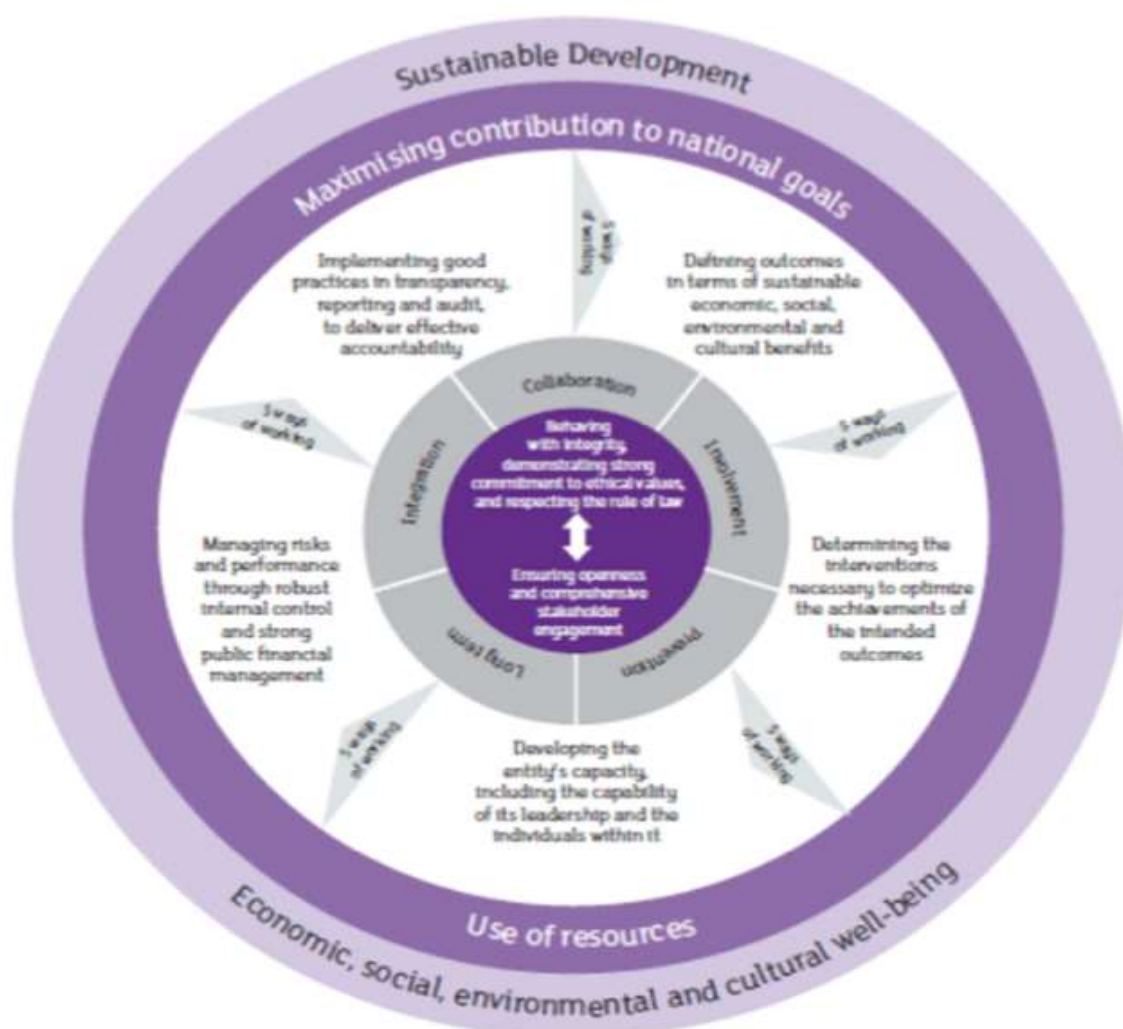 Sustainable Development
Maximising contribution to national goals
5 ways
of working
Implementing good
practices in transparency,
reporting and audit,
to deliver effective
accountability
Defining outcomes
in terms of sustainable
economic, social,
environmental and
cultural benefits
Collaboration
5 ways
of working
5 ways
of working
Integration
Involvement
Behaving
with integrity,
demonstrating strong
commitment to ethical values,
and respecting the rule of law
Managing risks
and performance
through robust
internal control
and strong
public financial
management
Ensuring openness
and comprehensive
stakeholder
engagement
Determining the
interventions
necessary to optimize
the achievements of
the intended
outcomes
Long term
Prevention
5 ways
of working
5 ways
of working
Developing the
entity's capacity,
including the capability
of its leadership and the
individuals within it
Use of resources
Economic, social, environmental and cultural well-being